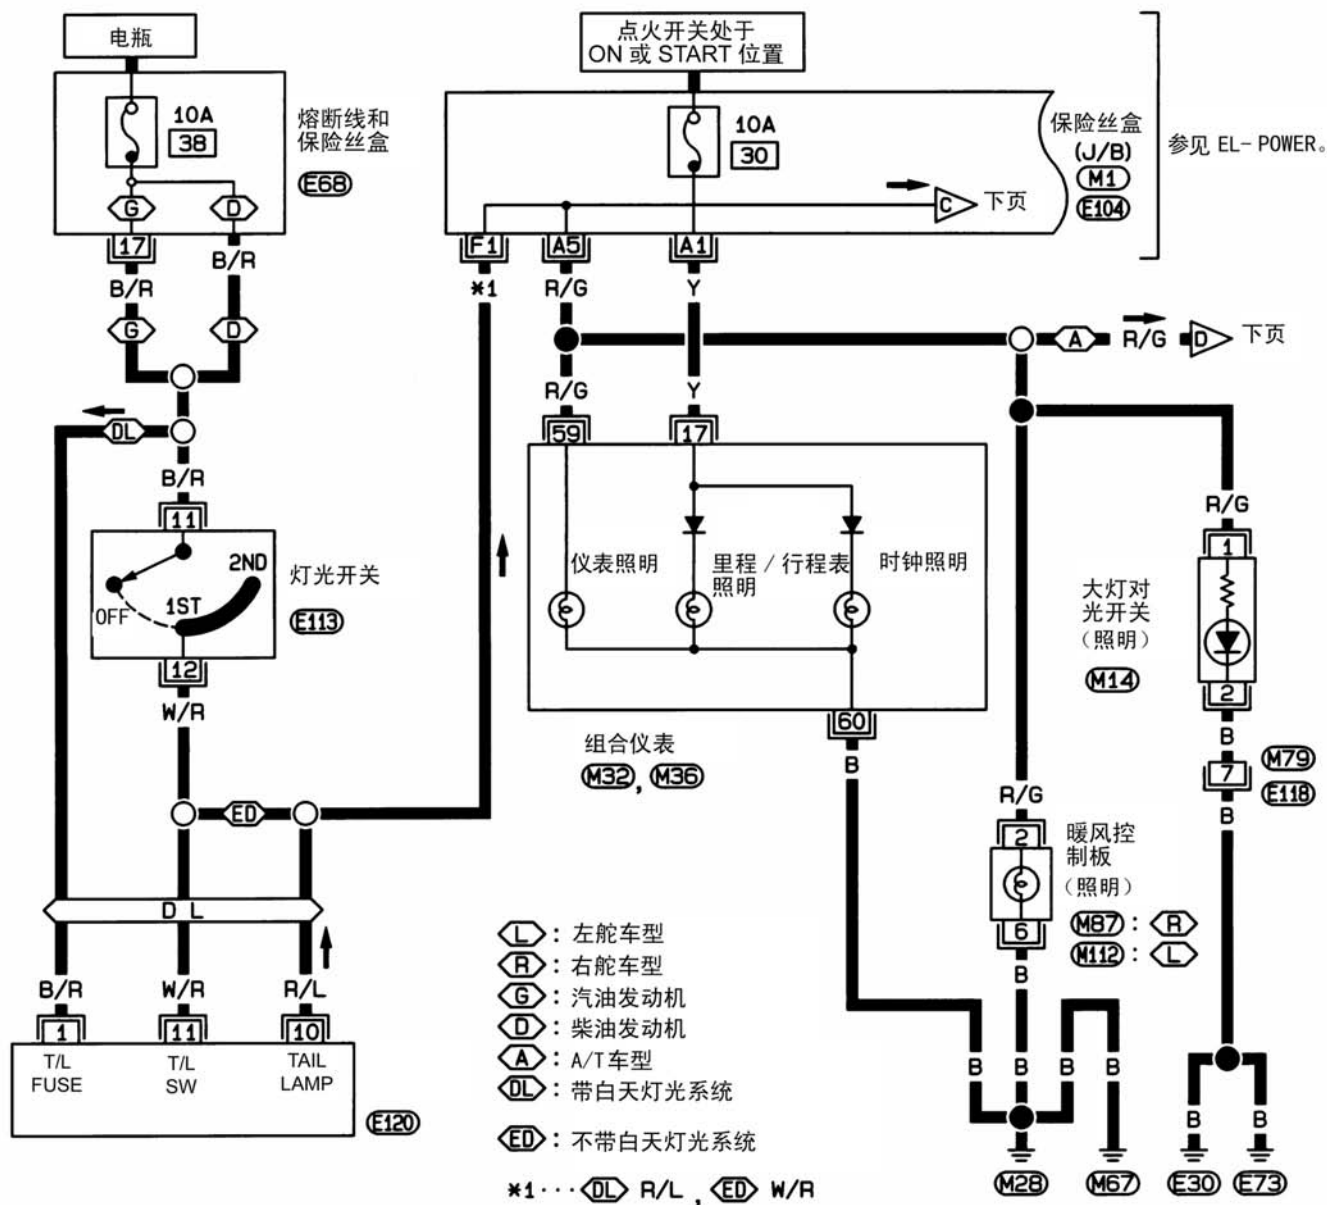 电瓶
点火开关处于
ON 或 START 位置
10A
38
熔断线和
保险丝盒
E68
10A
30
保险丝盒
(J/B)
M1
E104
参见 EL- POWER。
C
下页
G
D
17
B/R
F1
A5
A1
B/R
*1
R/G
Y
G
D
A
R/G
D
下页
R/G
Y
DL
59
17
B/R
R/G
11
1
2ND
1ST
OFF
灯光开关
E113
仪表照明
里程 / 行程表
照明
时钟照明
大灯对
光开关
（照明）
M14
12
2
W/R
60
B
组合仪表
M32 , M36
B
7
M79
E118
ED
R/G
B
2
暖风控
制板
（照明）
D L
6
M87 : R
M112 : L
B
L : 左舵车型
R : 右舵车型
G : 汽油发动机
D : 柴油发动机
A : A/T 车型
DL : 带白天灯光系统
ED : 不带白天灯光系统
*1 ··· DL R/L , ED W/R
B/R
W/R
R/L
1
11
10
T/L
FUSE
T/L
SW
TAIL
LAMP
E120
B
B
B
B
B
B
M28
M67
E30
E73